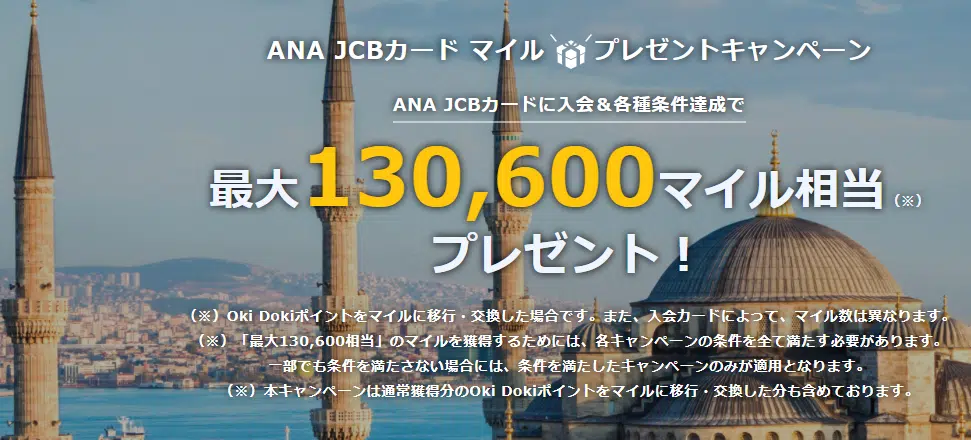 ANA JCBカード マイル プレゼントキャンペーン
ANA JCBカードに入会&各種条件達成で
最大130,600マイル相当(※)
プレゼント!
(※)Oki Dokiポイントをマイルに移行・交換した場合です。また、入会カードによって、マイル数は異なります。
(※)「最大130,600相当」のマイルを獲得するためには、各キャンペーンの条件を全て満たす必要があります。
一部でも条件を満たさない場合には、条件を満たしたキャンペーンのみが適用となります。
(※)本キャンペーンは通常獲得分のOki Dokiポイントをマイルに移行・交換した分も含めております。